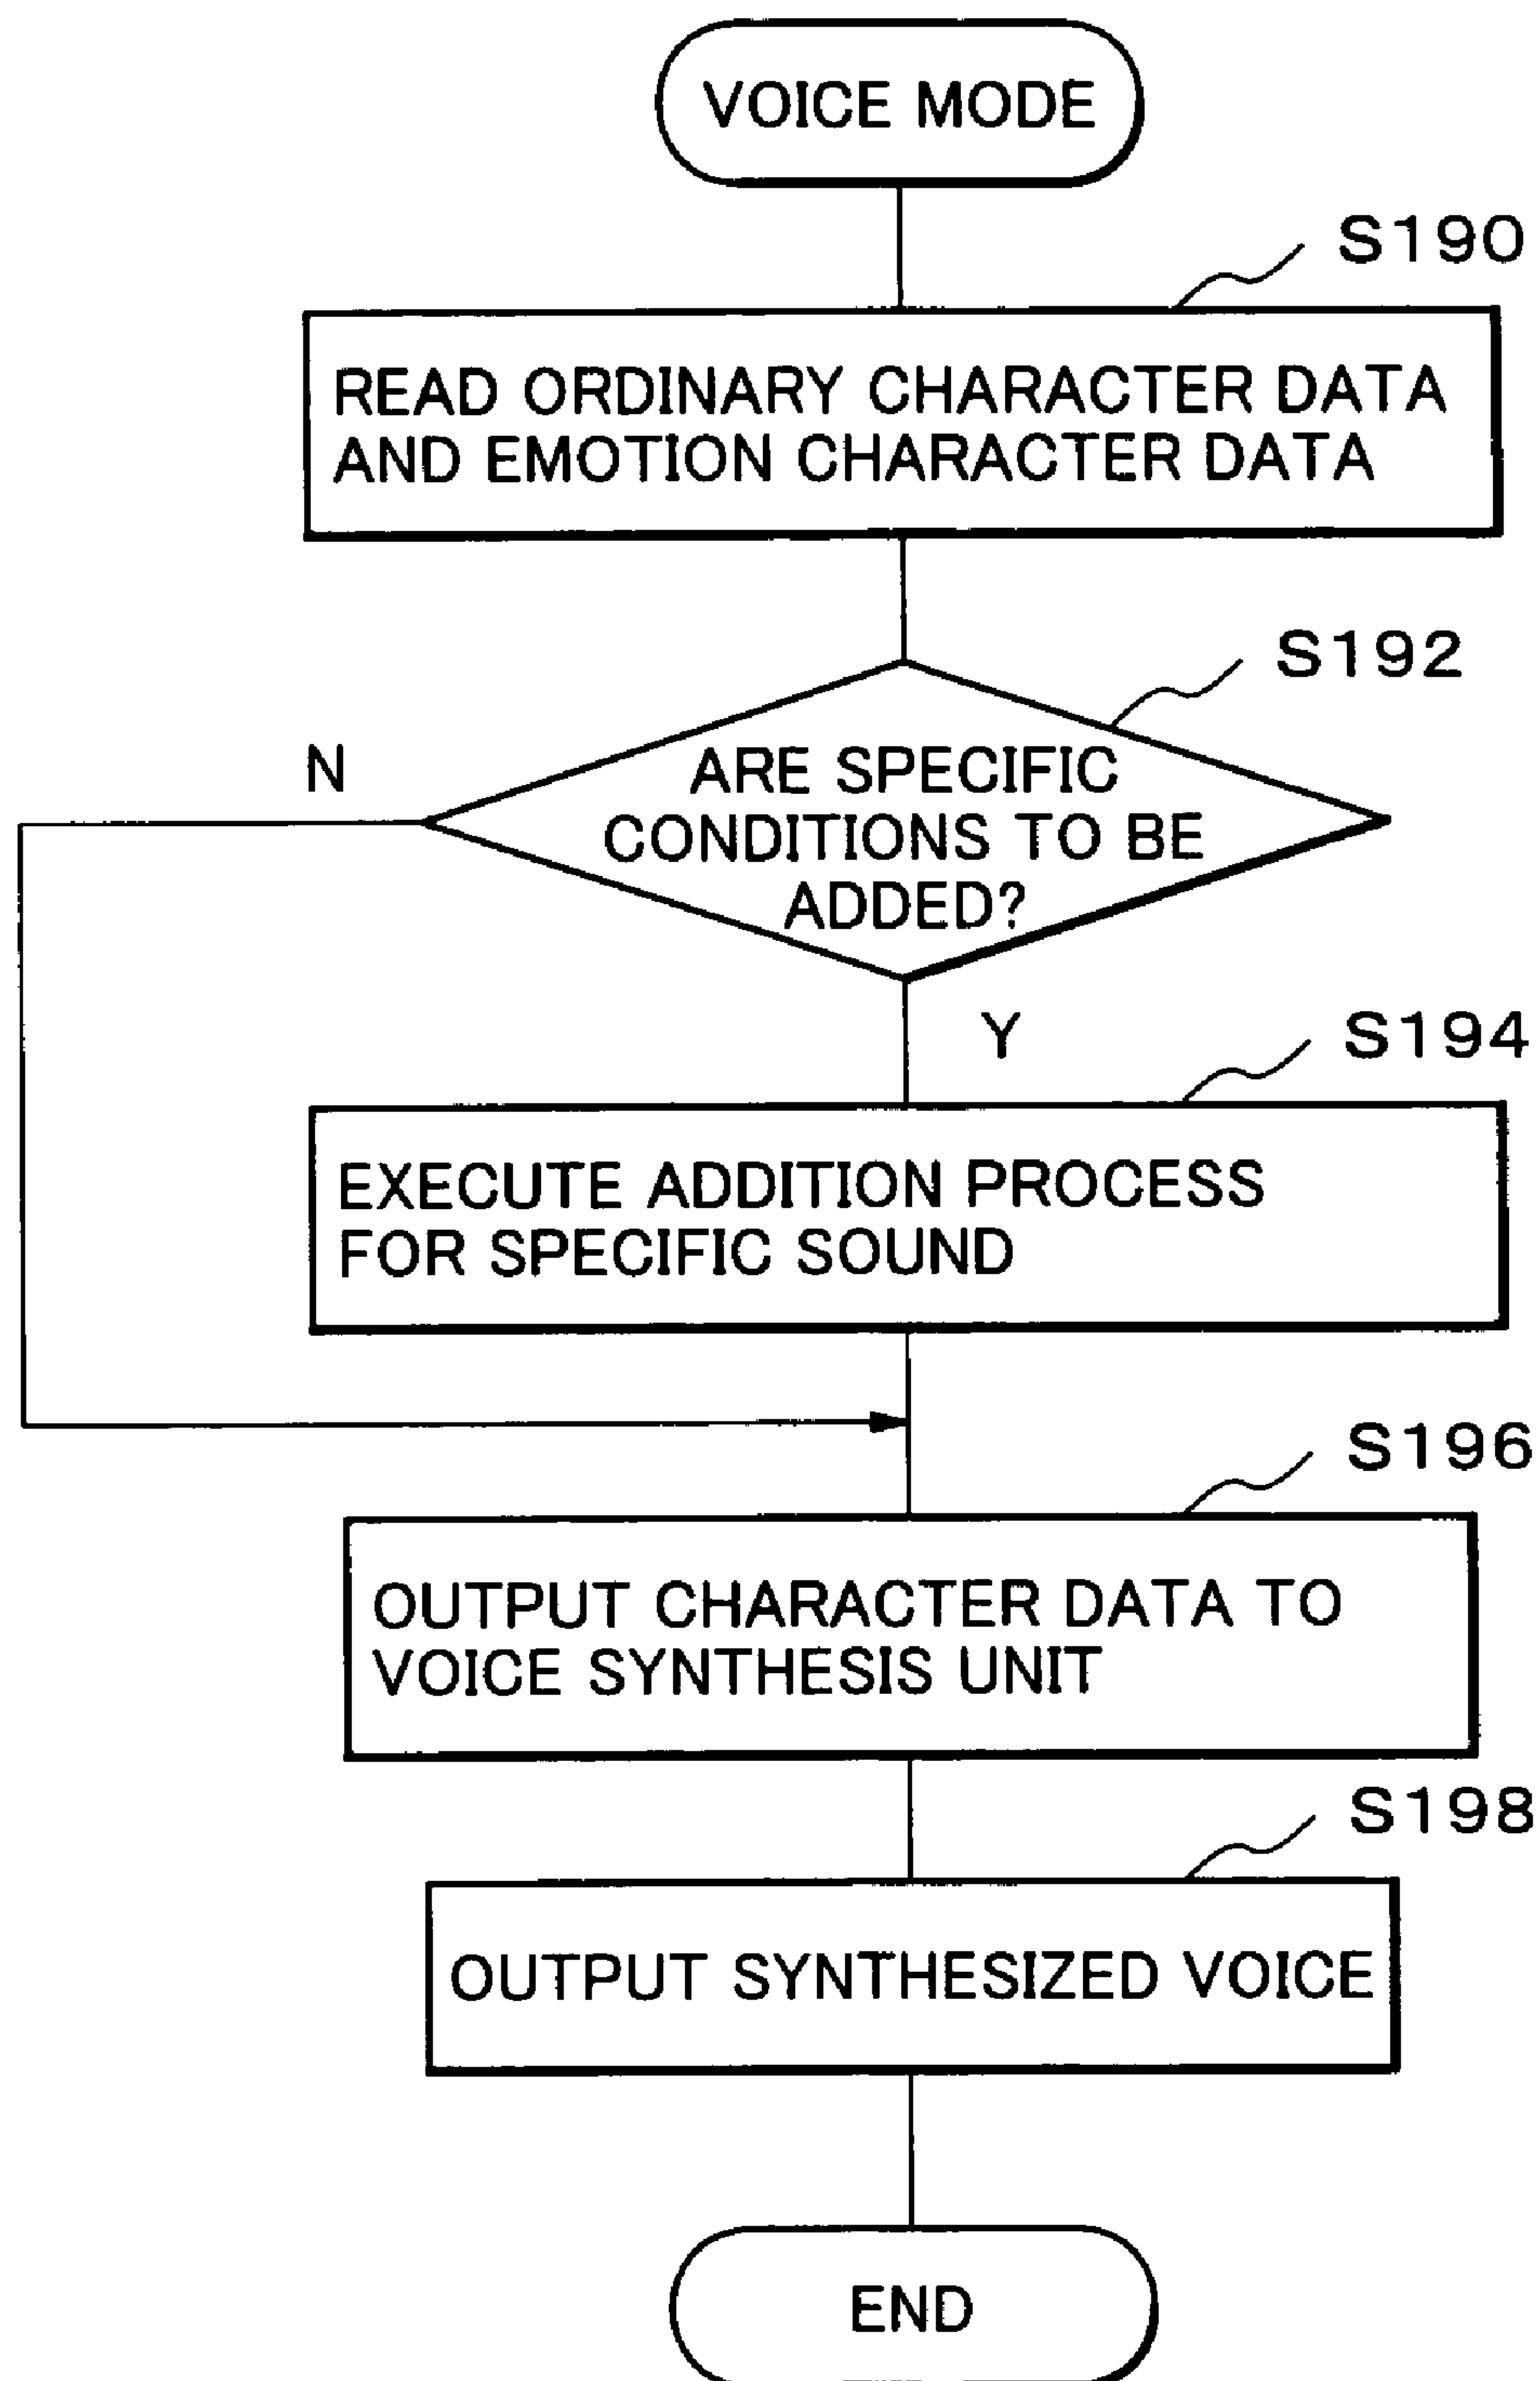 VOICE MODE
S190
READ ORDINARY CHARACTER DATA
AND EMOTION CHARACTER DATA
S192
N
ARE SPECIFIC
CONDITIONS TO BE
ADDED?
Y
S194
EXECUTE ADDITION PROCESS
FOR SPECIFIC SOUND
S196
OUTPUT CHARACTER DATA TO
VOICE SYNTHESIS UNIT
S198
OUTPUT SYNTHESIZED VOICE
END